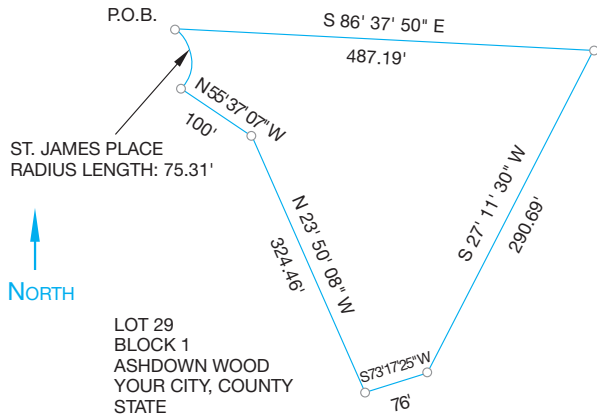 P.O.B.
S 86' 37' 50" E
487.19'
N55'37'07"W
100'
ST. JAMES PLACE
RADIUS LENGTH: 75.31'
S 27' 11' 30" W
290.69'
N 23' 50' 08" W
324.46'
NORTH
LOT 29
BLOCK 1
ASHDOWN WOOD
YOUR CITY, COUNTY
STATE
S73'17'25"W
76'